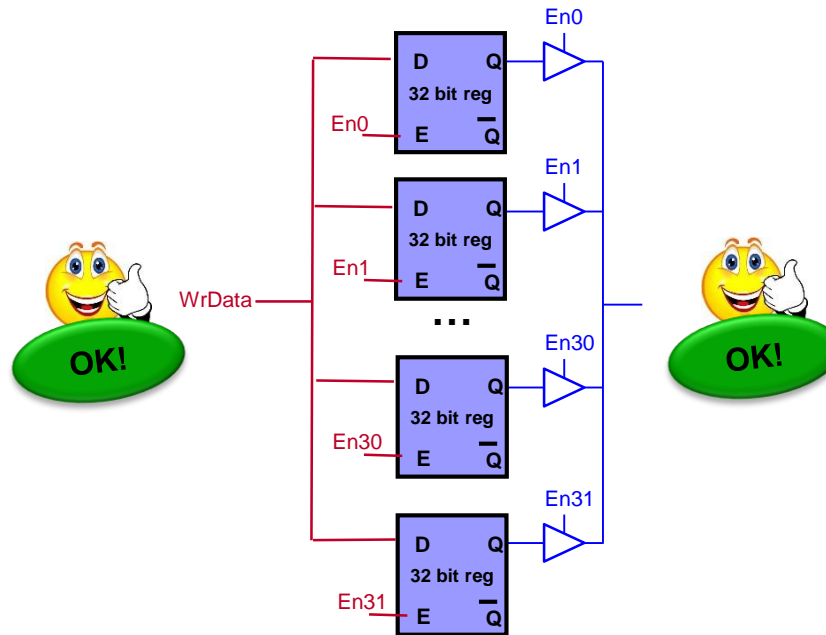 En0
D Q
32 bit reg
En0 E Q
En1
D Q
32 bit reg
En1 E Q
WrData
...
OK!
OK!
En30
D Q
32 bit reg
En30 E Q
En31
D Q
32 bit reg
En31 E Q